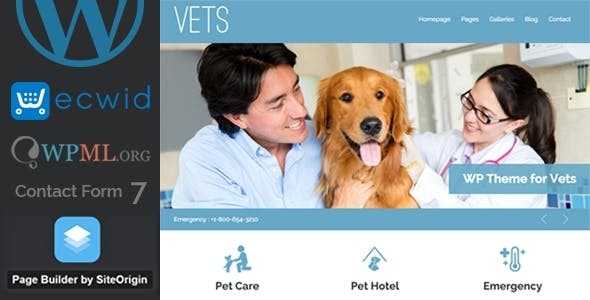 ecwid
WPML.ORG
Contact Form 7
Page Builder by SiteOrigin
VETS
Homepage Pages Galleries Blog Contact
WP Theme for Vets
Emergency : +1-800-654-3210
Pet Care Pet Hotel Emergency